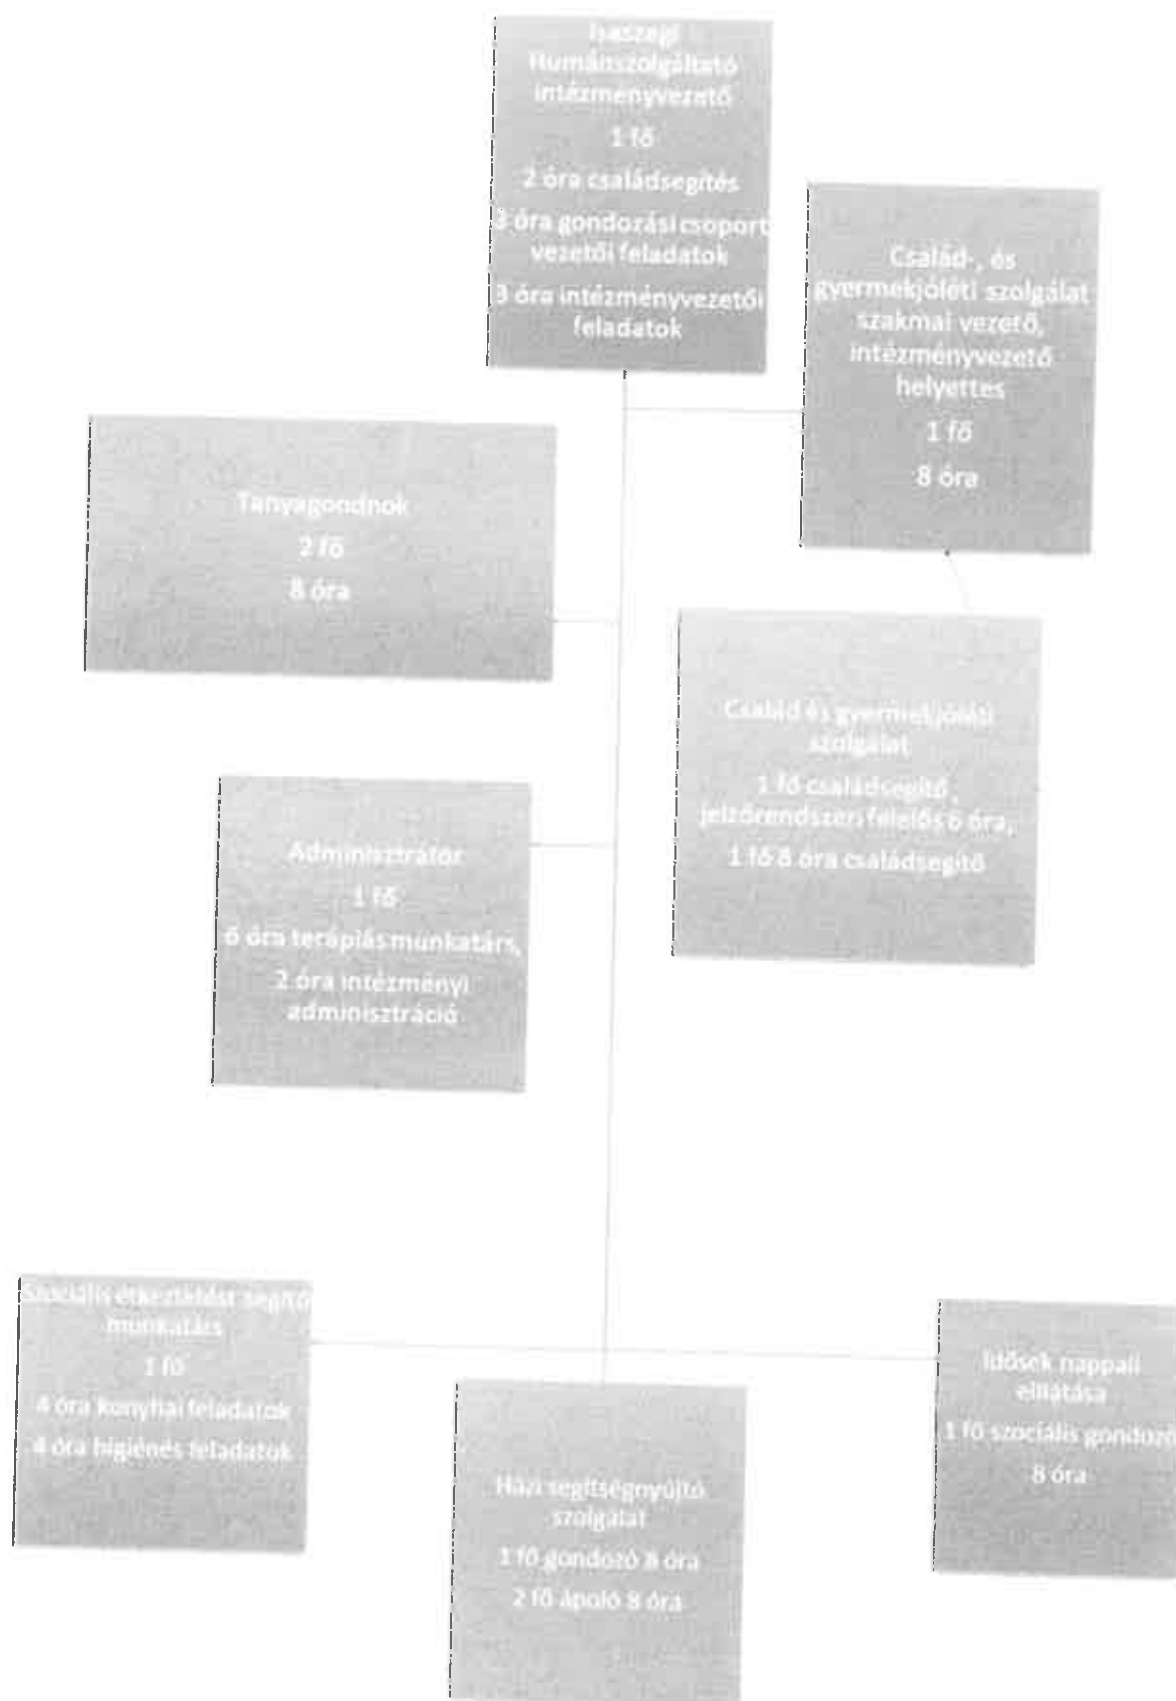 Isaszegi
Humánszolgáltató
intézményvezető
1 fő
2 óra családsegítés
3 óra gondozási csoport
vezetői feladatok
3 óra intézményvezetői
feladatok
Család-, és
gyermekjóléti szolgálat
szakmai vezető,
intézményvezető
helyettes
1 fő
8 óra
Tanyagondnok
2 fő
8 óra
Család és gyermekjóléti
szolgálat
1 fő családsegítő,
jelzőrendszeri felelős 6 óra,
1 fő 8 óra családsegítő
Adminisztrátor
1 fő
6 óra terápiás munkatárs,
2 óra intézményi
adminisztráció
Szociális étkeztetést segítő
munkatárs
1 fő
4 óra konyhai feladatok
4 óra higiénés feladatok
Házi segítségnyújtó
szolgálat
1 fő gondozó 8 óra
2 fő ápoló 8 óra
Idősek nappali
ellátása
1 fő szociális gondozó
8 óra